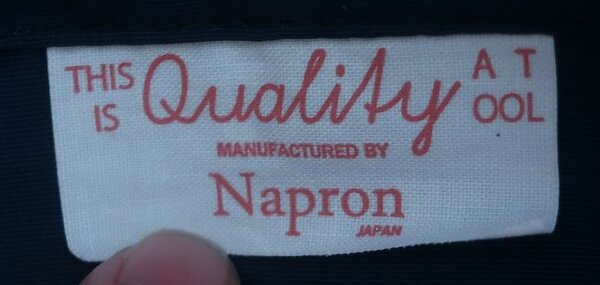 THIS IS Quality A T OOL
MANUFACTURED BY
Napron
JAPAN